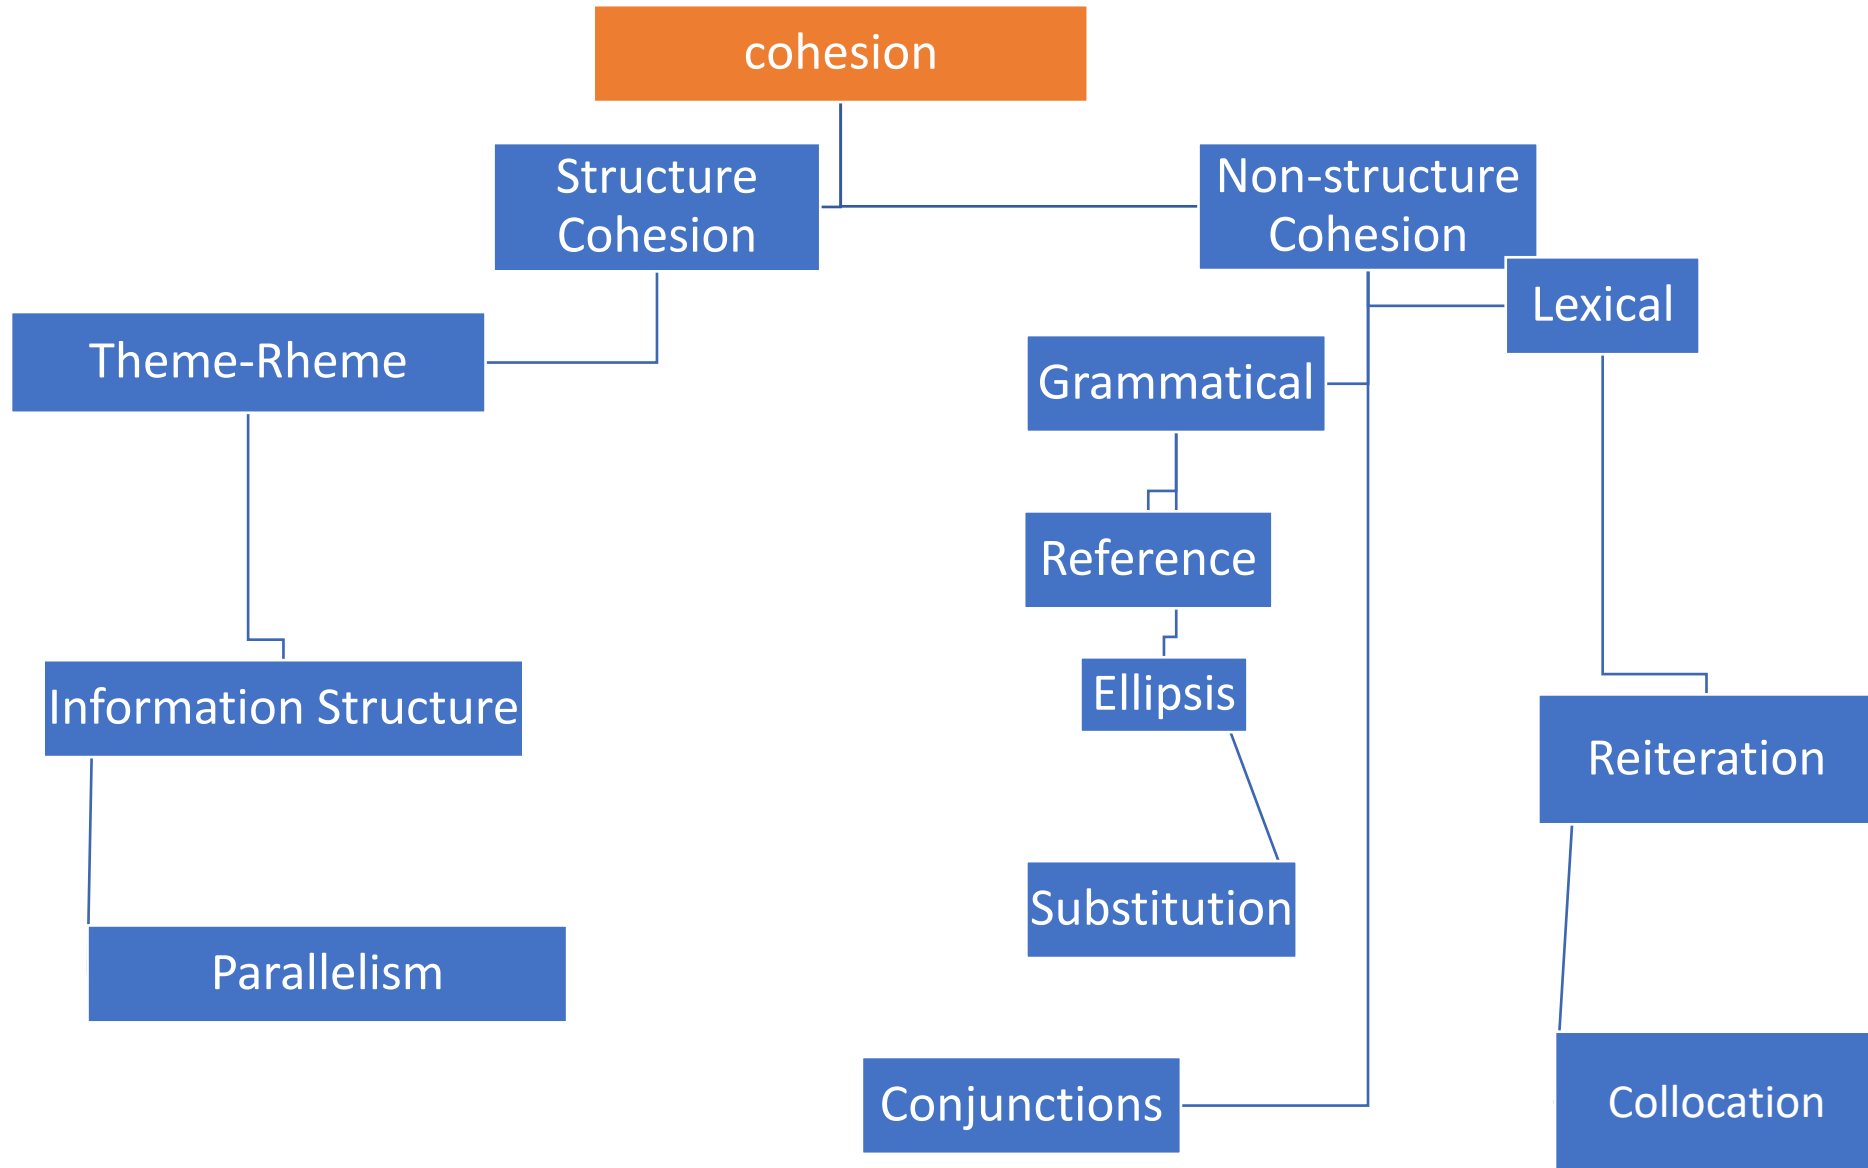 cohesion
Structure
Cohesion
Non-structure
Cohesion
Lexical
Theme-Rheme
Grammatical
Reference
Ellipsis
Information Structure
Reiteration
Substitution
Parallelism
Conjunctions
Collocation